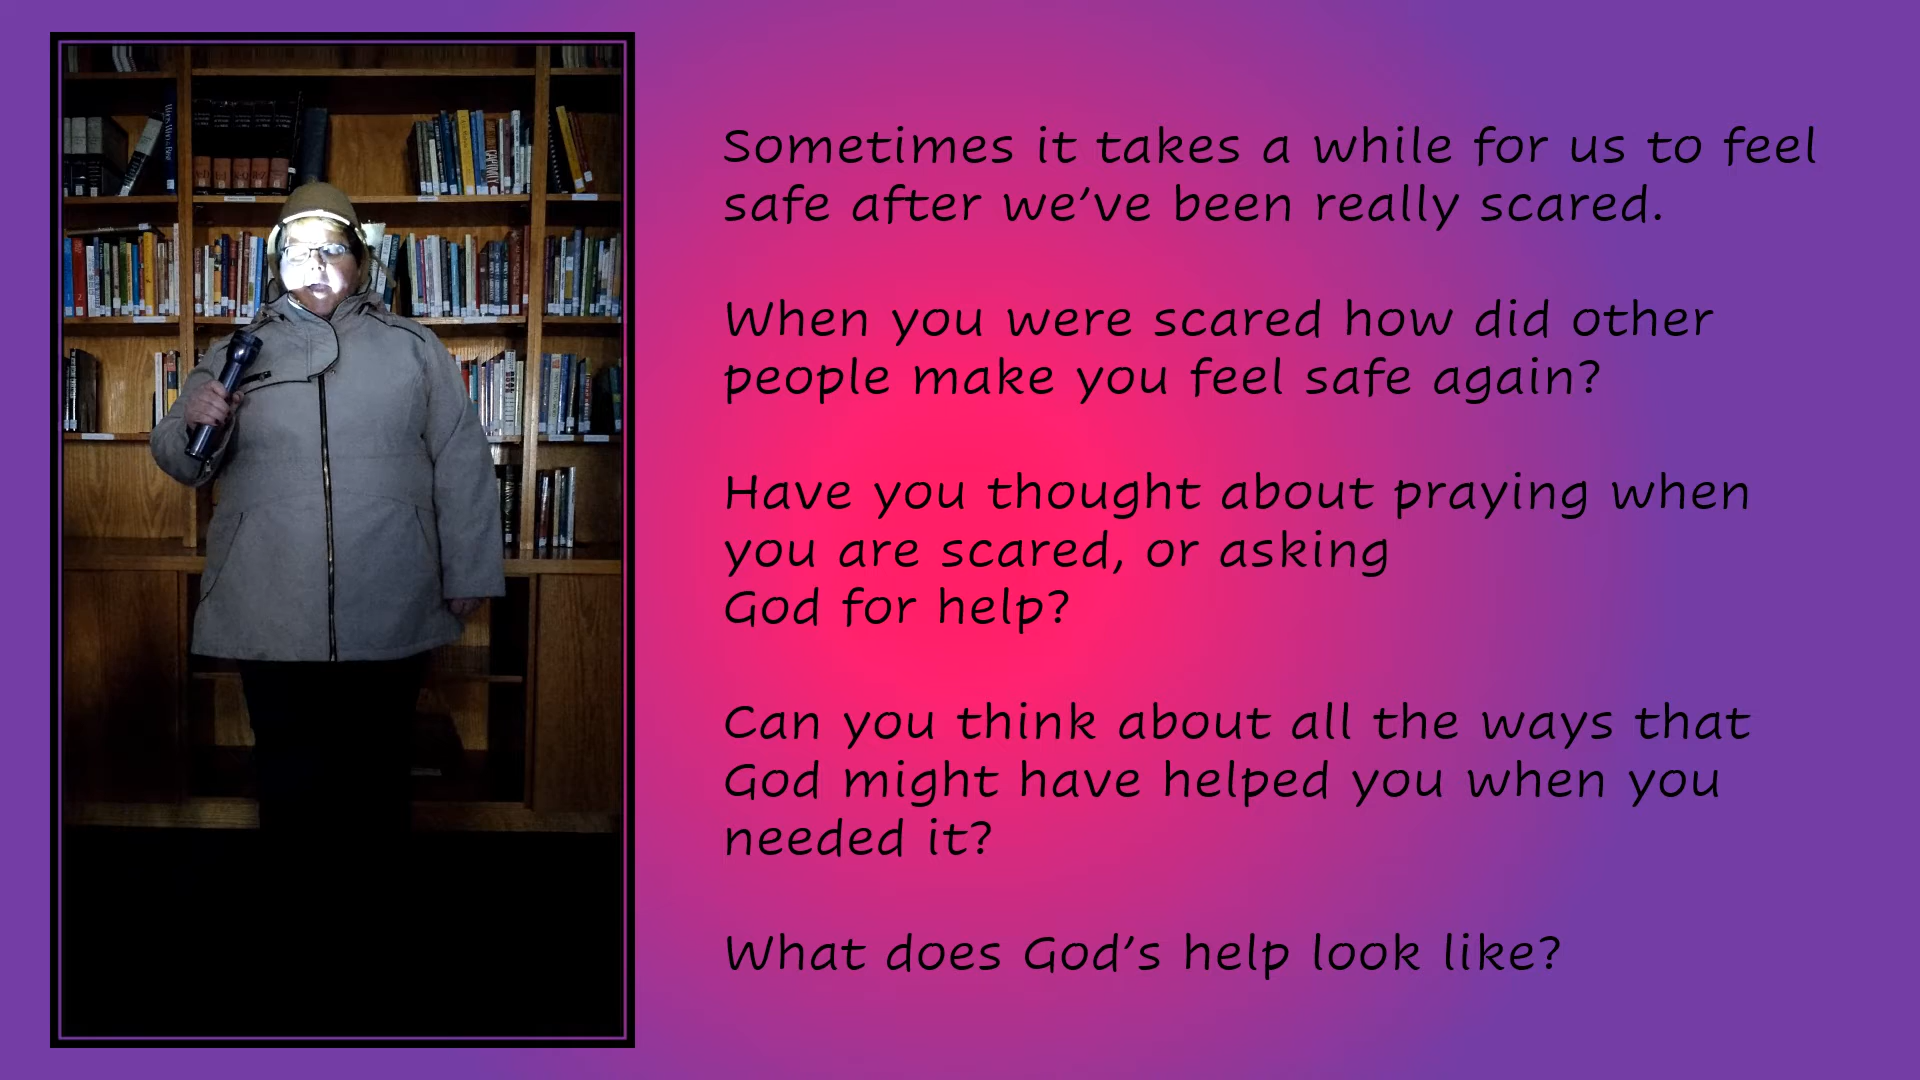 Sometimes it takes a while for us to feel
safe after we’ve been really scared.
When you were scared how did other
people make you feel safe again?
Have you thought about praying when
you are scared, or asking
God for help?
Can you think about all the ways that
God might have helped you when you
needed it?
What does God’s help look like?